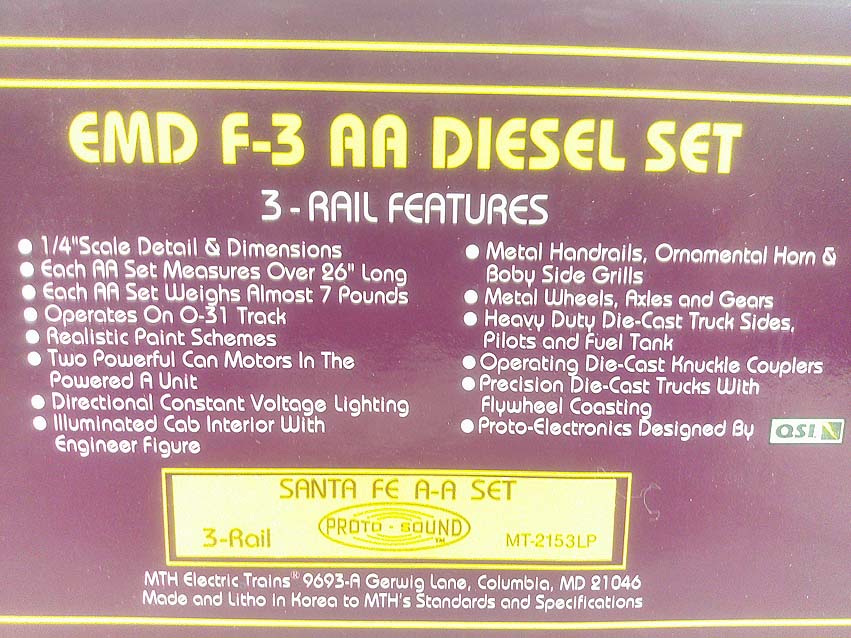 EMD F-3 AA DIESEL SET
3 - RAIL FEATURES
● 1/4"Scale Detail & Dimensions
● Each AA Set Measures Over 26" Long
● Each AA Set Weighs Almost 7 Pounds
● Operates On O-31 Track
● Realistic Paint Schemes
● Two Powerful Can Motors In The
Powered A Unit
● Directional Constant Voltage Lighting
● Illuminated Cab Interior With
Engineer Figure
● Metal Handrails, Ornamental Horn &
Boby Side Grills
● Metal Wheels, Axles and Gears
● Heavy Duty Die-Cast Truck Sides,
Pilots and Fuel Tank
● Operating Die-Cast Knuckle Couplers
● Precision Die-Cast Trucks With
Flywheel Coasting
● Proto-Electronics Designed By QSI
SANTA FE A-A SET
3-Rail PROTO - SOUND ™ MT-2153LP
MTH Electric Trains® 9693-A Gerwig Lane, Columbia, MD 21046
Made and Litho in Korea to MTH's Standards and Specifications